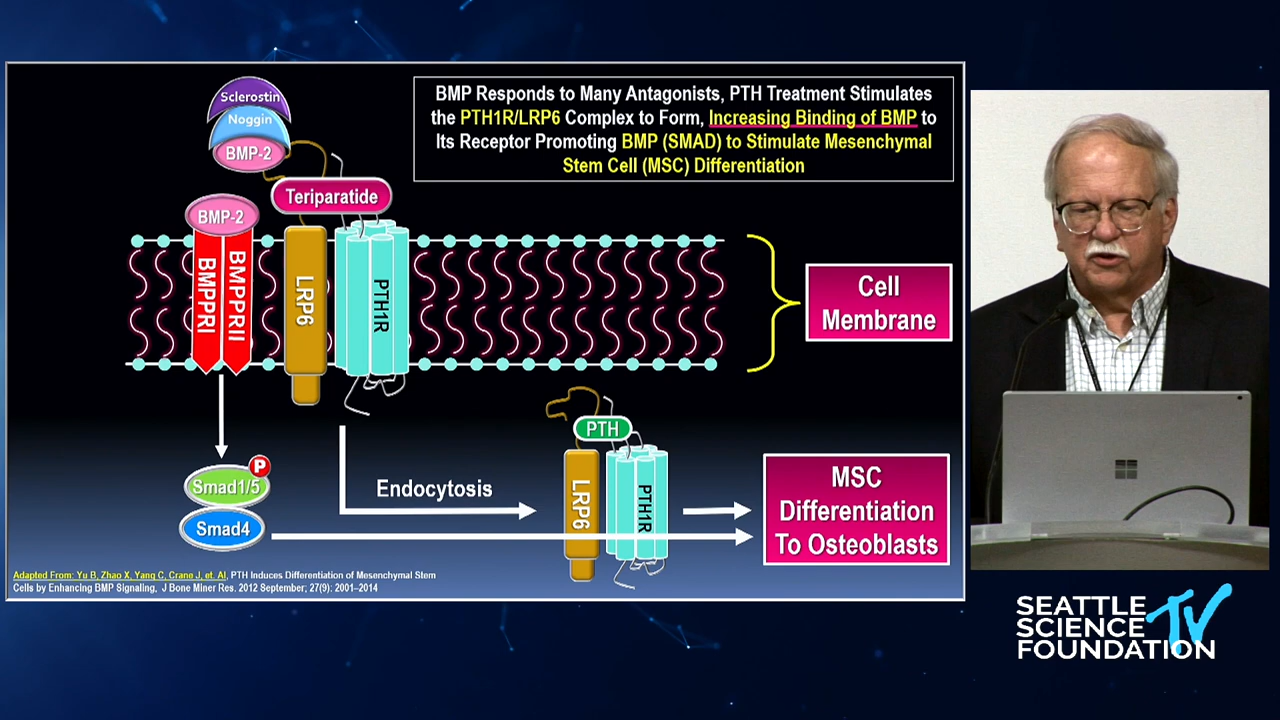 BMP Responds to Many Antagonists, PTH Treatment Stimulates
the PTH1R/LRP6 Complex to Form, Increasing Binding of BMP to
Its Receptor Promoting BMP (SMAD) to Stimulate Mesenchymal
Stem Cell (MSC) Differentiation
Sclerostin
Noggin
BMP-2
Teriparatide
BMP-2
BMPPRI
BMPPRII
LRP6
PTH1R
Cell
Membrane
P
Smad1/5
Smad4
Endocytosis
PTH
LRP6
PTH1R
MSC
Differentiation
To Osteoblasts
Adapted From: Yu B, Zhao X, Yang C, Crane J, et. Al, PTH Induces Differentiation of Mesenchymal Stem
Cells by Enhancing BMP Signaling, J Bone Miner Res. 2012 September; 27(9): 2001–2014
SEATTLE
SCIENCE
FOUNDATION
TV